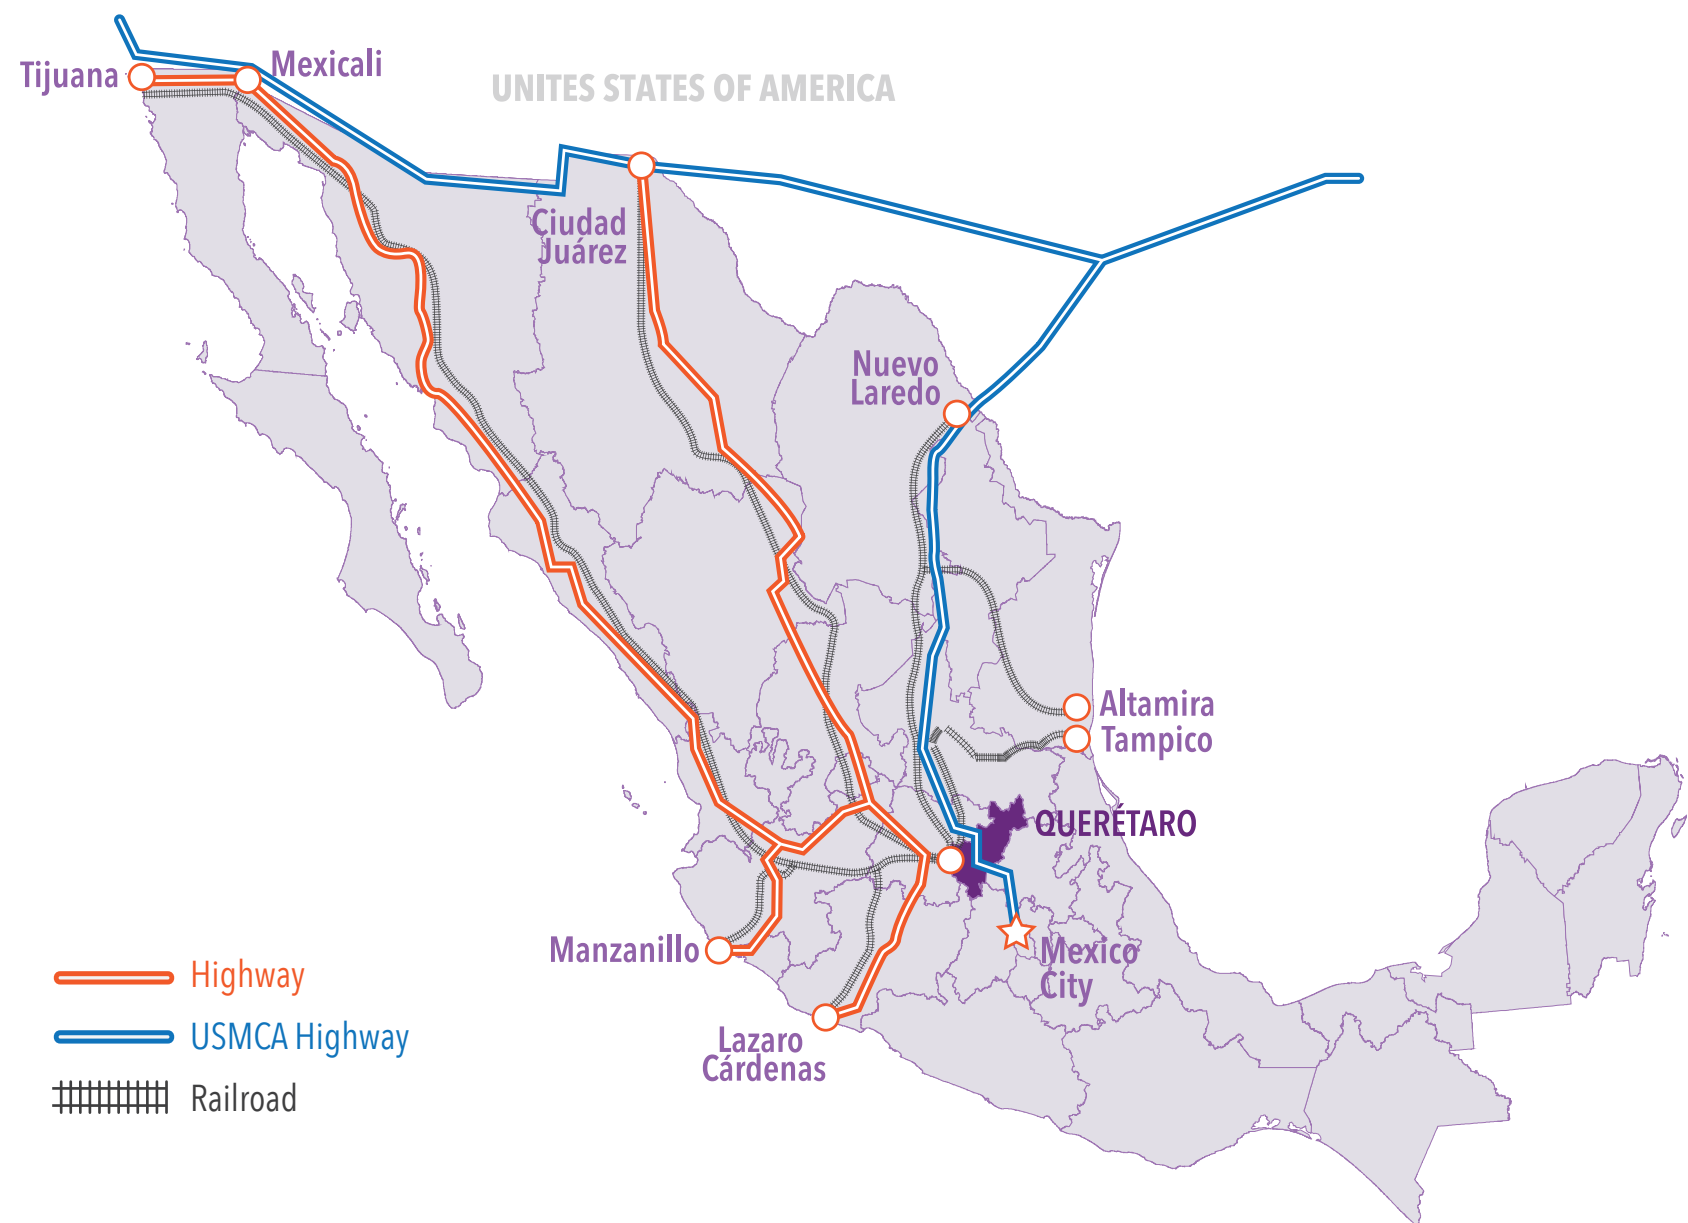 Tijuana
Mexicali
UNITES STATES OF AMERICA
Ciudad
Juárez
Nuevo
Laredo
Altamira
Tampico
QUERÉTARO
Manzanillo
Mexico
City
Lazaro
Cárdenas
Highway
USMCA Highway
Railroad